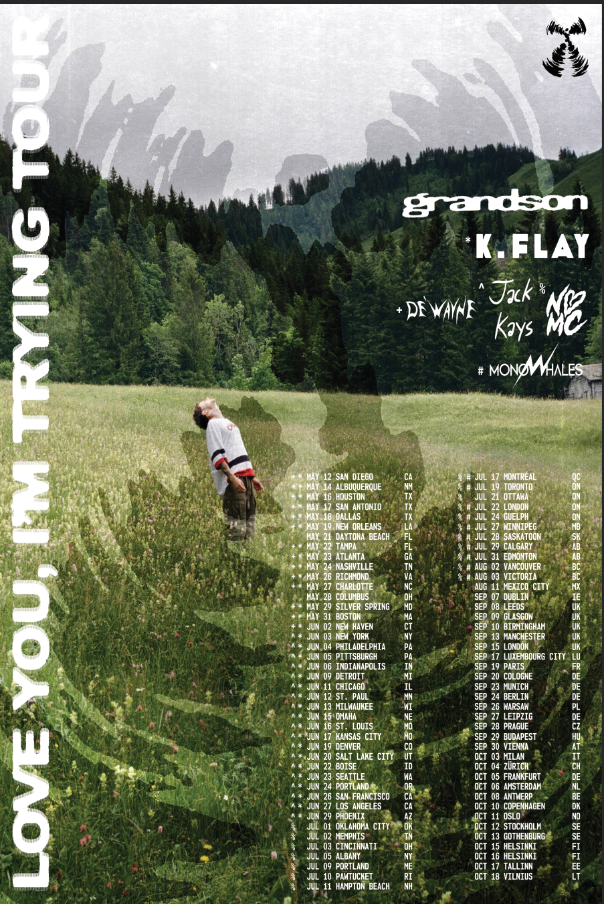 LOVE YOU, I'M TRYING TOUR
grandson
*K.FLAY
+ DE'WAYNE ^ Jack Kays % NO MC
# MONOWHALES
MAY 12 SAN DIEGO CA
MAY 14 ALBUQUERQUE NM
MAY 16 HOUSTON TX
MAY 17 SAN ANTONIO TX
MAY 18 DALLAS TX
MAY 19 NEW ORLEANS LA
MAY 21 DAYTONA BEACH FL
MAY 22 TAMPA FL
MAY 23 ATLANTA GA
MAY 24 NASHVILLE TN
MAY 26 RICHMOND VA
MAY 27 CHARLOTTE NC
MAY 28 COLUMBUS OH
MAY 29 SILVER SPRING MD
MAY 31 BOSTON MA
JUN 02 NEW HAVEN CT
JUN 03 NEW YORK NY
JUN 04 PHILADELPHIA PA
JUN 05 PITTSBURGH PA
JUN 06 INDIANAPOLIS IN
JUN 09 DETROIT MI
JUN 11 CHICAGO IL
JUN 12 ST. PAUL MN
JUN 13 MILWAUKEE WI
JUN 15 OMAHA NE
JUN 16 ST. LOUIS MO
JUN 17 KANSAS CITY MO
JUN 19 DENVER CO
JUN 20 SALT LAKE CITY UT
JUN 22 BOISE ID
JUN 23 SEATTLE WA
JUN 24 PORTLAND OR
JUN 26 SAN FRANCISCO CA
JUN 27 LOS ANGELES CA
JUN 29 PHOENIX AZ
JUL 01 OKLAHOMA CITY OK
JUL 02 MEMPHIS TN
JUL 03 CINCINNATI OH
JUL 05 ALBANY NY
JUL 09 PORTLAND ME
JUL 10 PAWTUCKET RI
JUL 11 HAMPTON BEACH NH
% # JUL 17 MONTRÉAL QC
% # JUL 19 TORONTO ON
JUL 21 OTTAWA ON
% # JUL 22 LONDON ON
% # JUL 24 GUELPH ON
% # JUL 27 WINNIPEG MB
% # JUL 28 SASKATOON SK
% # JUL 29 CALGARY AB
% # JUL 31 EDMONTON AB
% # AUG 02 VANCOUVER BC
% # AUG 03 VICTORIA BC
AUG 11 MEXICO CITY MX
SEP 07 DUBLIN IE
SEP 08 LEEDS UK
SEP 09 GLASGOW UK
SEP 10 BIRMINGHAM UK
SEP 13 MANCHESTER UK
SEP 15 LONDON UK
SEP 17 LUXEMBOURG CITY LU
SEP 19 PARIS FR
SEP 20 COLOGNE DE
SEP 23 MUNICH DE
SEP 24 BERLIN DE
SEP 26 WARSAW PL
SEP 27 LEIPZIG DE
SEP 28 PRAGUE CZ
SEP 29 BUDAPEST HU
SEP 30 VIENNA AT
OCT 03 MILAN IT
OCT 04 ZÜRICH CH
OCT 05 FRANKFURT DE
OCT 06 AMSTERDAM NL
OCT 08 ANTWERP BE
OCT 10 COPENHAGEN DK
OCT 11 OSLO NO
OCT 12 STOCKHOLM SE
OCT 13 GOTHENBURG SE
OCT 15 HELSINKI FI
OCT 16 HELSINKI FI
OCT 17 TALLINN EE
OCT 18 VILNIUS LT